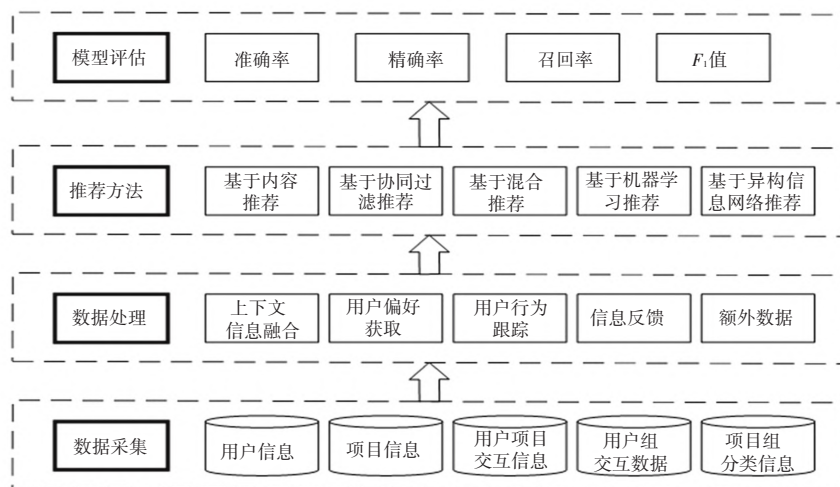 模型评估
准确率
精确率
召回率
F₁值
推荐方法
基于内容
推荐
基于协同过
滤推荐
基于混合
推荐
基于机器学
习推荐
基于异构信
息网络推荐
数据处理
上下文
信息融合
用户偏好
获取
用户行为
跟踪
信息反馈
额外数据
数据采集
用户信息
项目信息
用户项目
交互信息
用户组
交互数据
项目组
分类信息